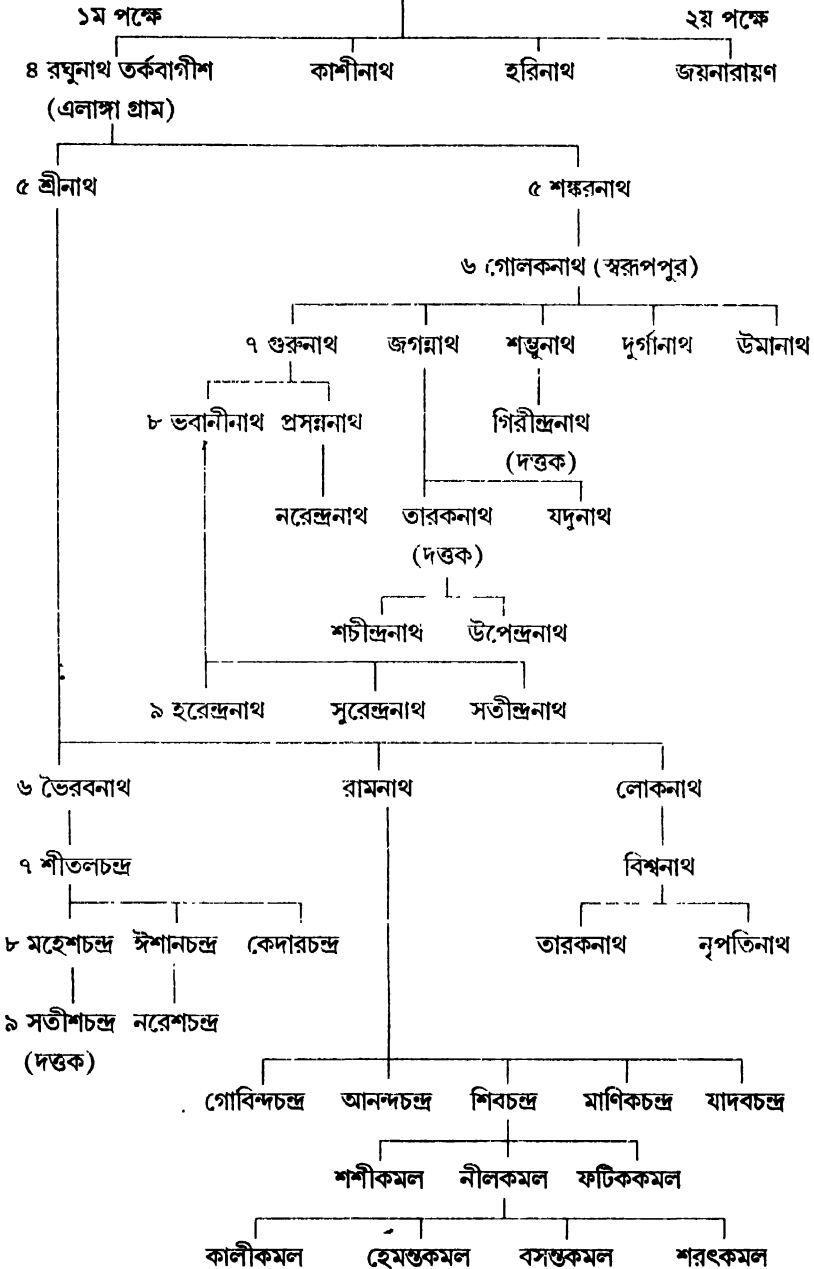 ১ম পক্ষে ২য় পক্ষে
৪ রঘুনাথ তর্কবাগীশ কাশীনাথ হরিনাথ জয়নারায়ণ
(এলাঙ্গা গ্রাম)
৫ শ্রীনাথ ৫ শঙ্করনাথ
৬ গোলকনাথ (স্বরূপপুর)
৭ গুরুনাথ জগন্নাথ শম্ভুনাথ দুর্গানাথ উমানাথ
৮ ভবানীনাথ প্রসন্ননাথ গিরীন্দ্রনাথ
(দত্তক)
নরেন্দ্রনাথ তারকনাথ যদুনাথ
(দত্তক)
শচীন্দ্রনাথ উপেন্দ্রনাথ
৯ হরেন্দ্রনাথ সুরেন্দ্রনাথ সতীন্দ্রনাথ
৬ ভৈরবনাথ রামনাথ লোকনাথ
৭ শীতলচন্দ্র বিশ্বনাথ
৮ মহেশচন্দ্র ঈশানচন্দ্র কেদারচন্দ্র তারকনাথ নৃপতিনাথ
৯ সতীশচন্দ্র নরেশচন্দ্র
(দত্তক)
গোবিন্দচন্দ্র আনন্দচন্দ্র শিবচন্দ্র মাণিকচন্দ্র যাদবচন্দ্র
শশীকমল নীলকমল ফটিককমল
কালীকমল হেমন্তকমল বসন্তকমল শরৎকমল